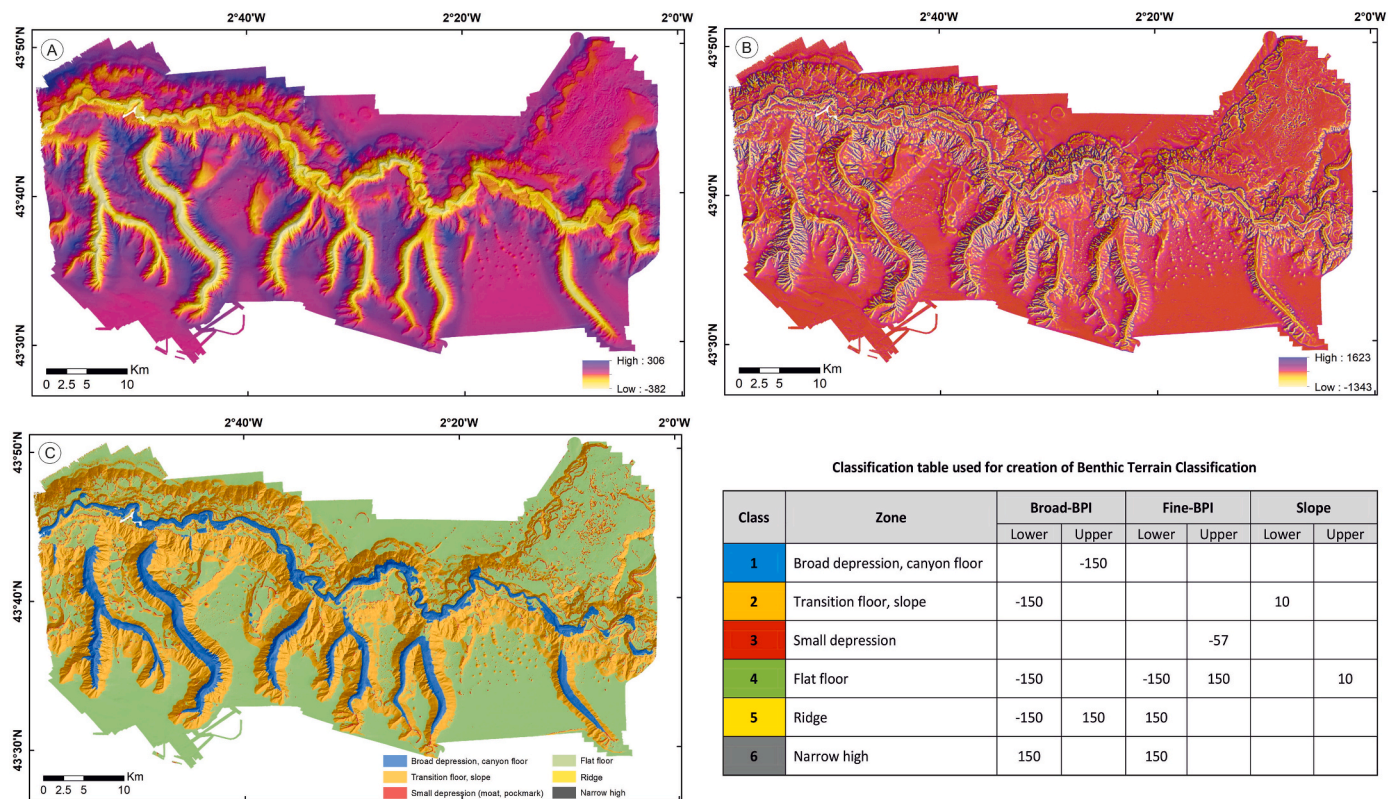 2°40'W 2°20'W 2°0'W
A
43°50'N
43°40'N
43°30'N
Km
0 2.5 5 10
High : 306
Low : -382
2°40'W 2°20'W 2°0'W
B
43°50'N
43°40'N
43°30'N
Km
0 2.5 5 10
High : 1623
Low : -1343
2°40'W 2°20'W 2°0'W
C
43°50'N
43°40'N
43°30'N
Km
0 2.5 5 10
Broad depression, canyon floor
Transition floor, slope
Small depression (moat, pockmark)
Flat floor
Ridge
Narrow high
Classification table used for creation of Benthic Terrain Classification
Class Zone Broad-BPI Fine-BPI Slope
Lower Upper Lower Upper Lower Upper
1 Broad depression, canyon floor -150
2 Transition floor, slope -150 10
3 Small depression -57
4 Flat floor -150 -150 150 10
5 Ridge -150 150 150
6 Narrow high 150 150